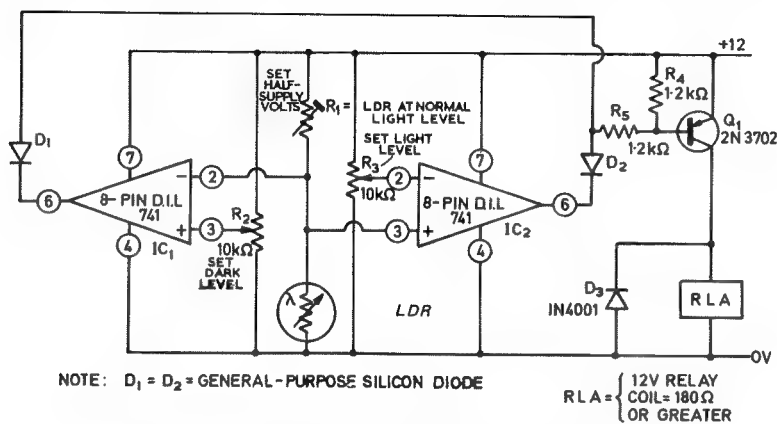 +12
SET
HALF-
SUPPLY
VOLTS
R1 = LDR AT NORMAL
LIGHT LEVEL
SET LIGHT
LEVEL
R4
1·2kΩ
R5
1·2kΩ
Q1
2N3702
D1
D2
7
7
6
8-PIN D.I.L
741
2
3
4
IC1
R2
10kΩ
SET
DARK
LEVEL
R3
10kΩ
2
3
8-PIN D.I.L
741
4
IC2
6
λ
LDR
D3
IN4001
RLA
0V
NOTE: D1 = D2 = GENERAL-PURPOSE SILICON DIODE
RLA = { 12V RELAY
COIL = 180Ω
OR GREATER